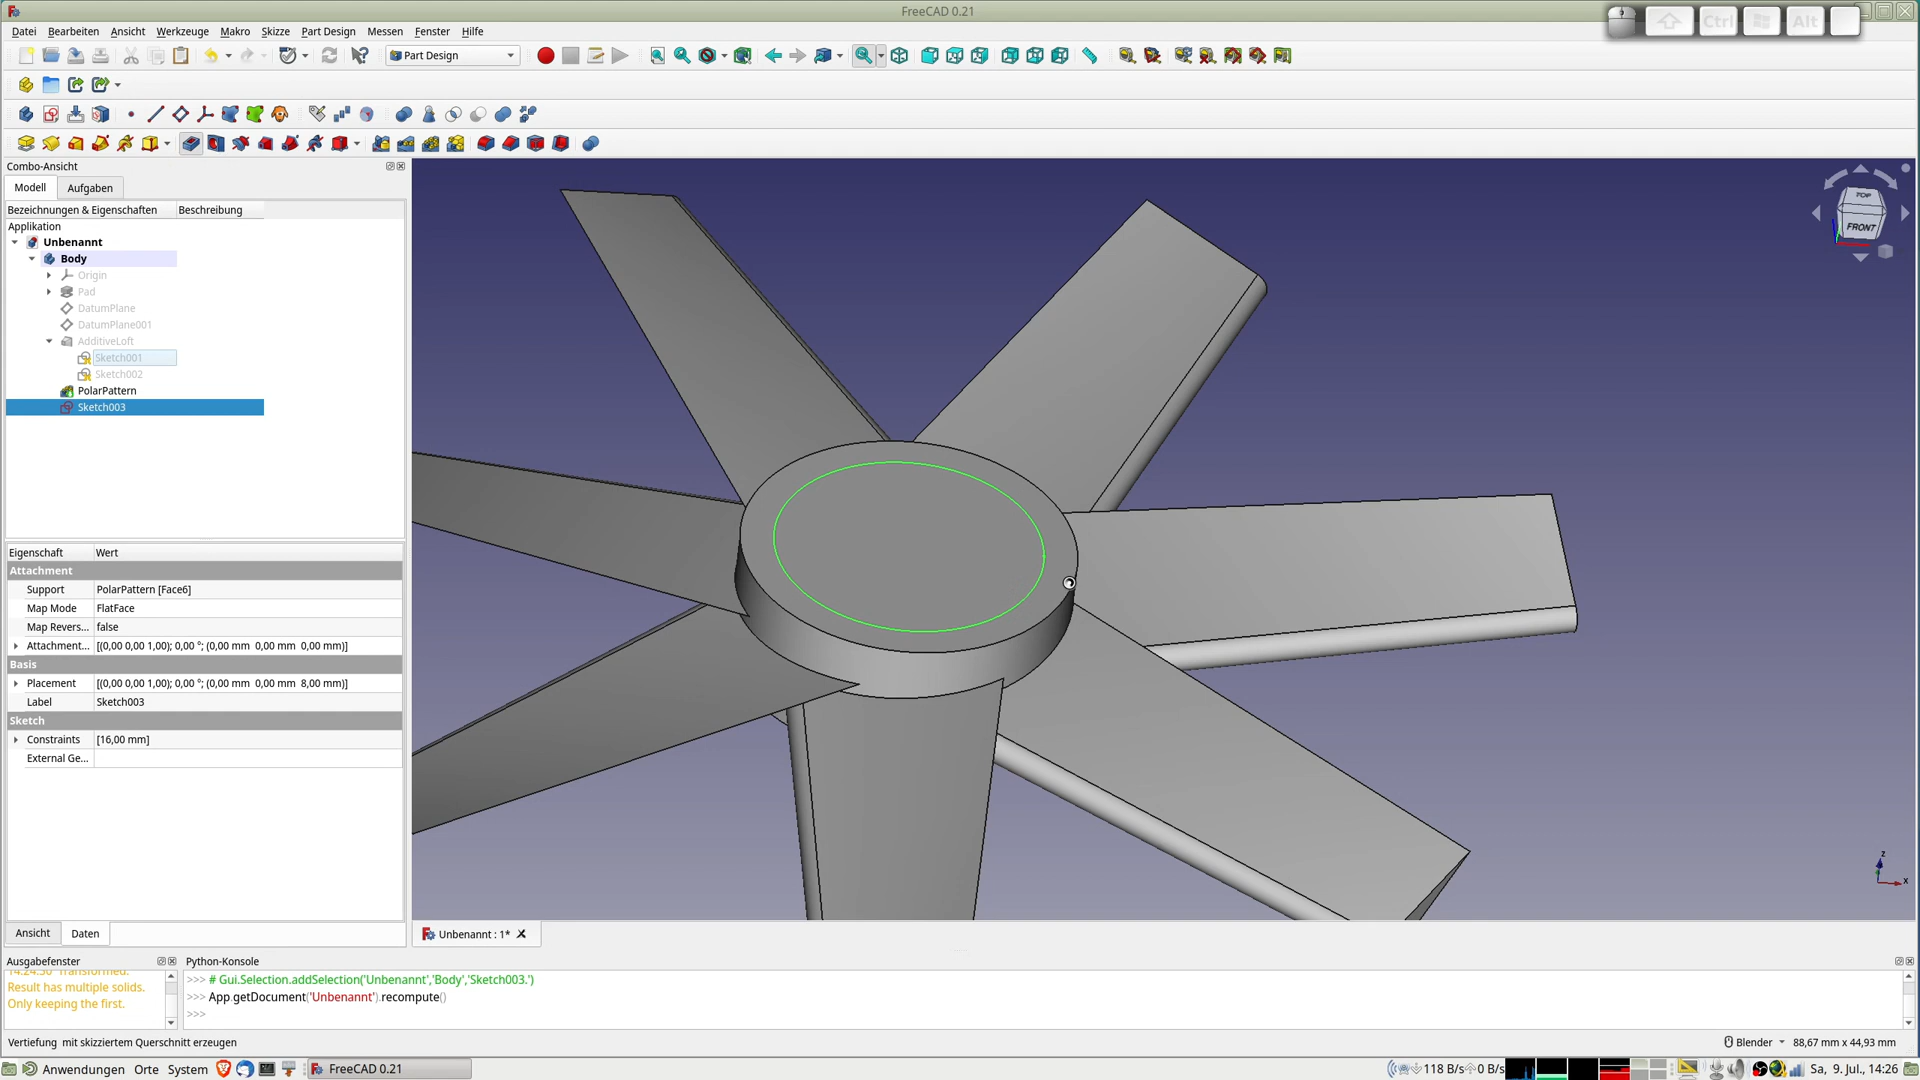 FreeCAD 0.21
Ctrl
Alt
Datei Bearbeiten Ansicht Werkzeuge Makro Skizze Part Design Messen Fenster Hilfe
Part Design
Combo-Ansicht
Modell Aufgaben
Bezeichnungen & Eigenschaften Beschreibung
Applikation
Unbenannt
Body
Origin
Pad
DatumPlane
DatumPlane001
AdditiveLoft
Sketch001
Sketch002
PolarPattern
Sketch003
TOP
FRONT
Eigenschaft Wert
Attachment
Support PolarPattern [Face6]
Map Mode FlatFace
Map Revers... false
Attachment... [(0,00 0,00 1,00); 0,00 °; (0,00 mm 0,00 mm 0,00 mm)]
Basis
Placement [(0,00 0,00 1,00); 0,00 °; (0,00 mm 0,00 mm 8,00 mm)]
Label Sketch003
Sketch
Constraints [16,00 mm]
External Ge...
z
x
Ansicht Daten
Unbenannt : 1*
Ausgabefenster
14:24:50 Transformed:
Result has multiple solids.
Only keeping the first.
Python-Konsole
>>> # Gui.Selection.addSelection('Unbenannt','Body','Sketch003.')
>>> App.getDocument('Unbenannt').recompute()
>>>
Vertiefung mit skizziertem Querschnitt erzeugen
Blender 88,67 mm x 44,93 mm
Anwendungen Orte System FreeCAD 0.21 118 B/s 0 B/s Sa, 9. Jul., 14:26